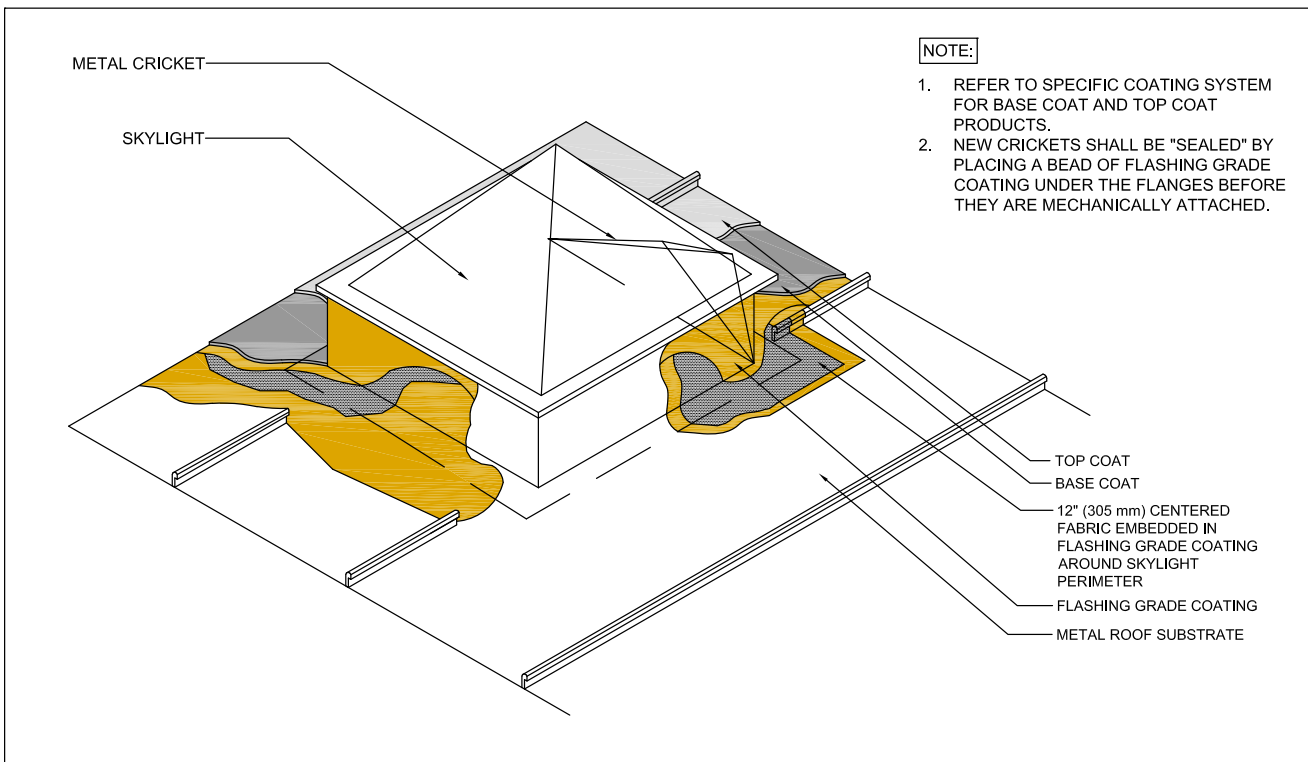 METAL CRICKET
SKYLIGHT
NOTE:
1. REFER TO SPECIFIC COATING SYSTEM
FOR BASE COAT AND TOP COAT
PRODUCTS.
2. NEW CRICKETS SHALL BE "SEALED" BY
PLACING A BEAD OF FLASHING GRADE
COATING UNDER THE FLANGES BEFORE
THEY ARE MECHANICALLY ATTACHED.
TOP COAT
BASE COAT
12" (305 mm) CENTERED
FABRIC EMBEDDED IN
FLASHING GRADE COATING
AROUND SKYLIGHT
PERIMETER
FLASHING GRADE COATING
METAL ROOF SUBSTRATE